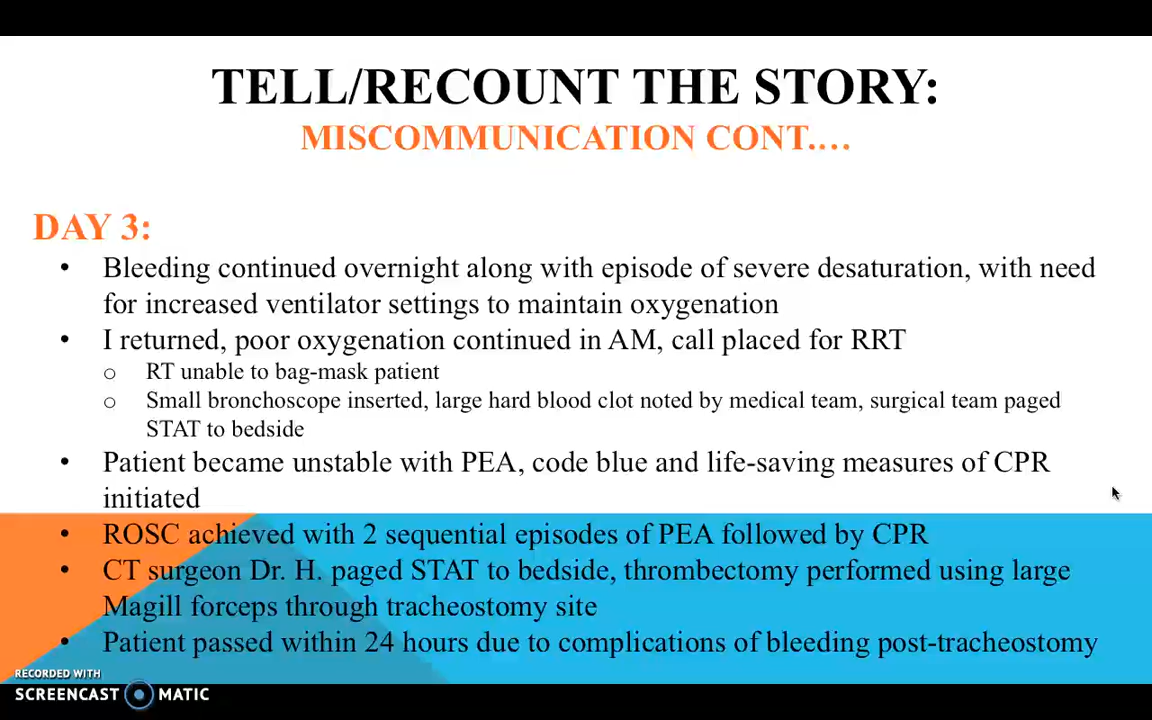 TELL/RECOUNT THE STORY:
MISCOMMUNICATION CONT.…
DAY 3:
• Bleeding continued overnight along with episode of severe desaturation, with need
for increased ventilator settings to maintain oxygenation
• I returned, poor oxygenation continued in AM, call placed for RRT
o RT unable to bag-mask patient
o Small bronchoscope inserted, large hard blood clot noted by medical team, surgical team paged
STAT to bedside
• Patient became unstable with PEA, code blue and life-saving measures of CPR
initiated
• ROSC achieved with 2 sequential episodes of PEA followed by CPR
• CT surgeon Dr. H. paged STAT to bedside, thrombectomy performed using large
Magill forceps through tracheostomy site
• Patient passed within 24 hours due to complications of bleeding post-tracheostomy
RECORDED WITH
SCREENCAST MATIC